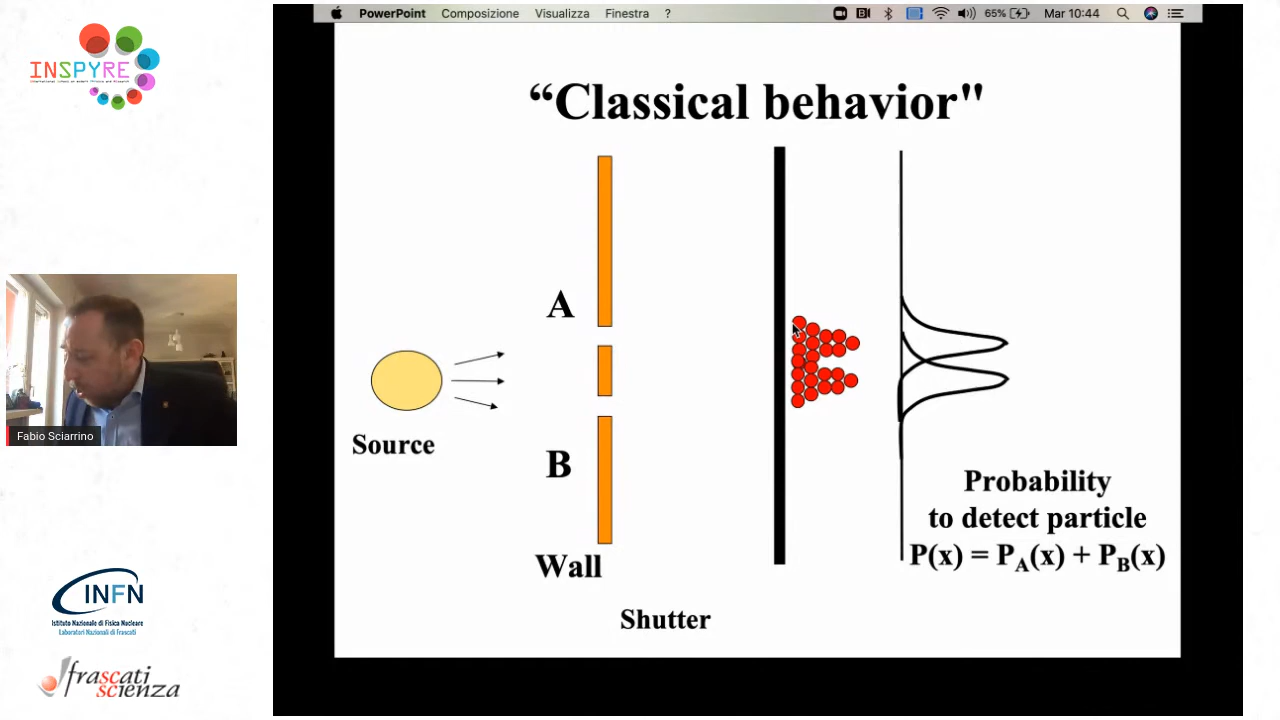 PowerPoint Composizione Visualizza Finestra ? 65% Mar 10:44
INSPYRE
“Classical behavior"
A
B
Source
Wall
Shutter
Probability
to detect particle
P(x) = PA(x) + PB(x)
Fabio Sciarrino
INFN
Istituto Nazionale di Fisica Nucleare
Laboratori Nazionali di Frascati
frascati
scienza